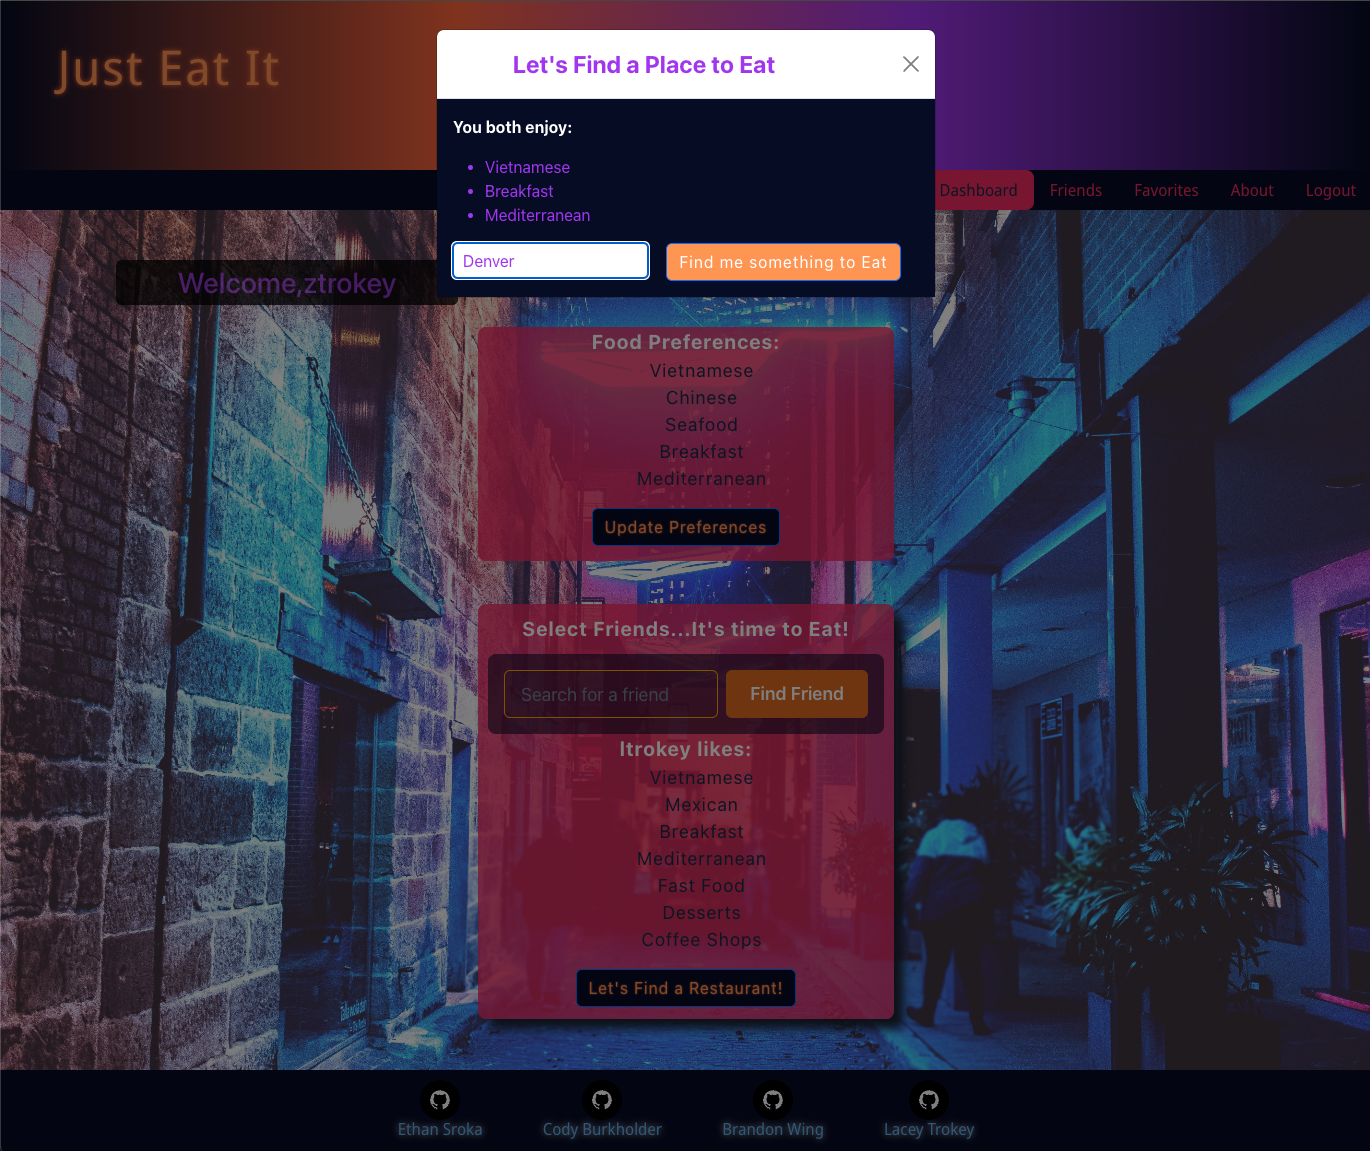 Just Eat It
Let's Find a Place to Eat
You both enjoy:
Vietnamese
Breakfast
Mediterranean
Denver
Find me something to Eat
Dashboard
Friends
Favorites
About
Logout
Welcome,ztrokey
Food Preferences:
Vietnamese
Chinese
Seafood
Breakfast
Mediterranean
Update Preferences
Select Friends...It's time to Eat!
Search for a friend
Find Friend
ltrokey likes:
Vietnamese
Mexican
Breakfast
Mediterranean
Fast Food
Desserts
Coffee Shops
Let's Find a Restaurant!
Ethan Sroka
Cody Burkholder
Brandon Wing
Lacey Trokey